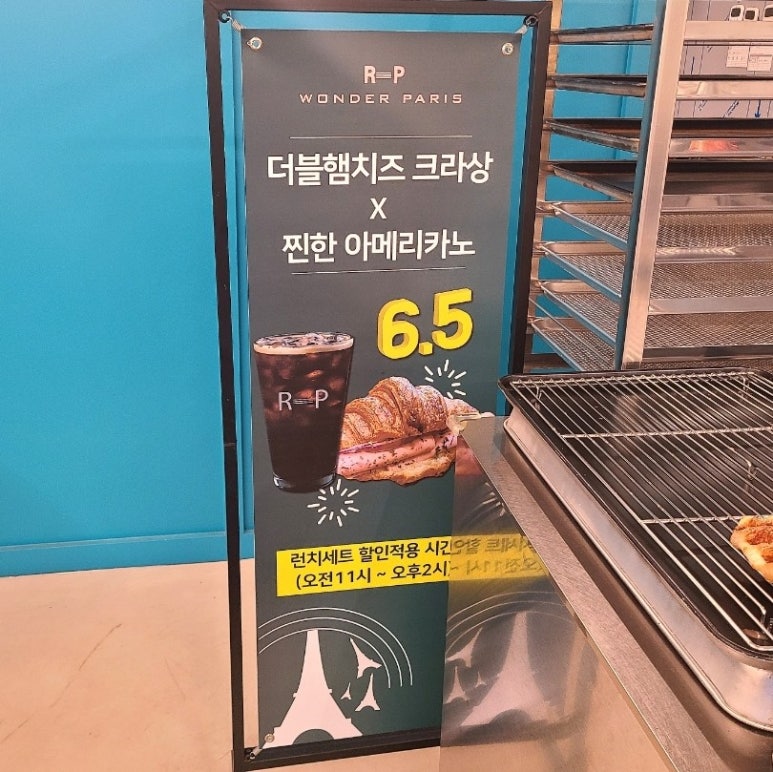 R=P
WONDER PARIS
더블햄치즈 크라상
X
찐한 아메리카노
6.5
R=P
런치세트 할인적용 시간
(오전11시 ~ 오후2시